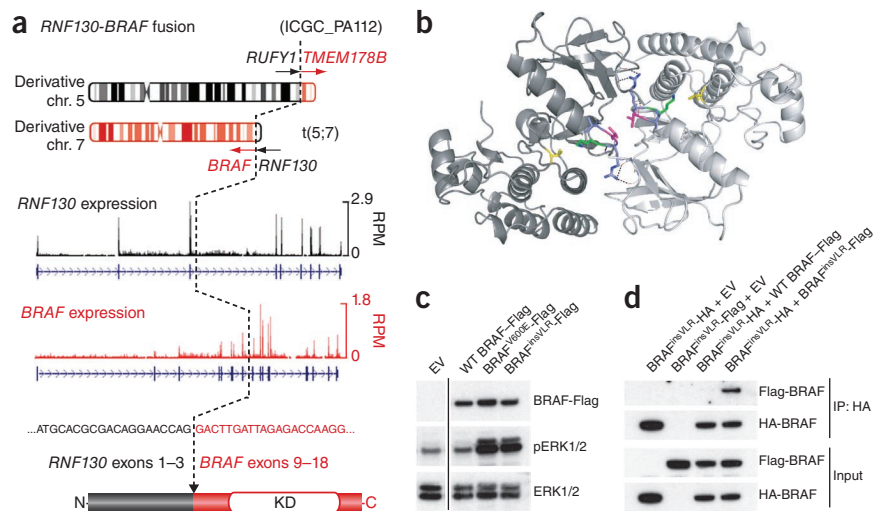 a
RNF130-BRAF fusion
(ICGC_PA112)
RUFY1
TMEM178B
Derivative
chr. 5
Derivative
chr. 7
t(5;7)
BRAF
RNF130
RNF130 expression
2.9
0
RPM
BRAF expression
1.8
0
RPM
...ATGCACGCGACAGGAACCAG
GACTTGATTAGAGACCAAGG...
RNF130 exons 1–3
BRAF exons 9–18
N
KD
C
b
c
EV
WT BRAF–Flag
BRAFV600E-Flag
BRAFinsVLR-Flag
BRAF-Flag
pERK1/2
ERK1/2
d
BRAFinsVLR-HA + EV
BRAFinsVLR-Flag + EV
BRAFinsVLR-HA + WT BRAF–Flag
BRAFinsVLR-HA + BRAFinsVLR-Flag
Flag-BRAF
HA-BRAF
IP: HA
Flag-BRAF
HA-BRAF
Input